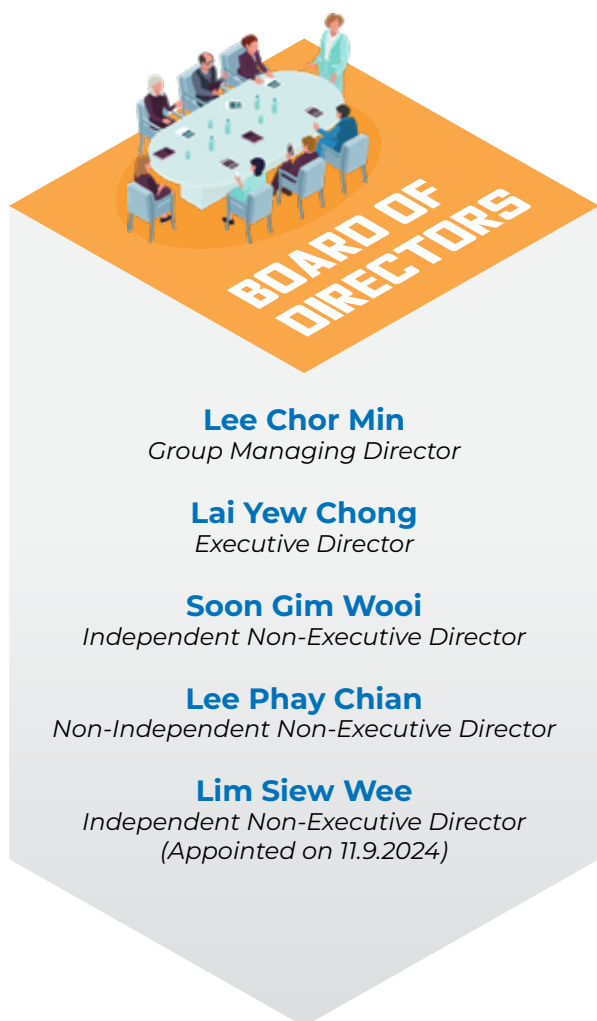 BOARD OF
DIRECTORS
Lee Chor Min
Group Managing Director
Lai Yew Chong
Executive Director
Soon Gim Wooi
Independent Non-Executive Director
Lee Phay Chian
Non-Independent Non-Executive Director
Lim Siew Wee
Independent Non-Executive Director
(Appointed on 11.9.2024)